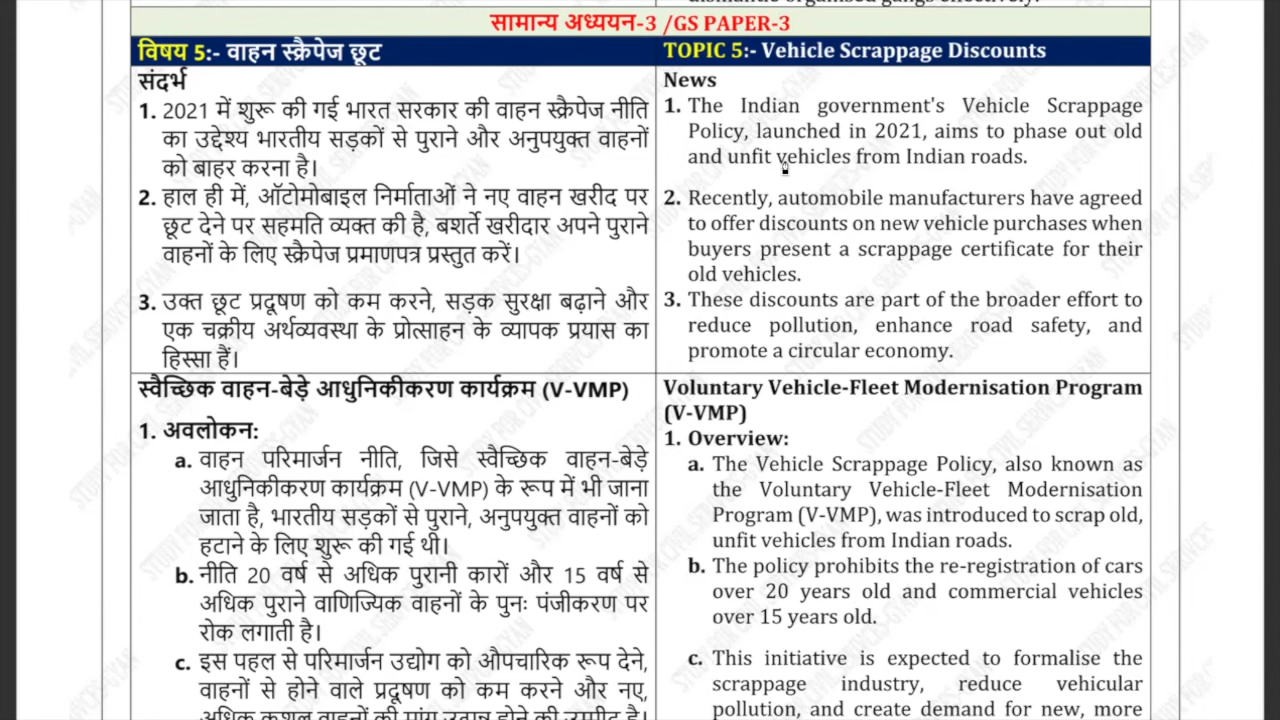 dismantle organised gangs effectively.
सामान्य अध्ययन-3 /GS PAPER-3
विषय 5:- वाहन स्क्रैपेज छूट
संदर्भ
1. 2021 में शुरू की गई भारत सरकार की वाहन स्क्रैपेज नीति
का उद्देश्य भारतीय सड़कों से पुराने और अनुपयुक्त वाहनों
को बाहर करना है।
2. हाल ही में, ऑटोमोबाइल निर्माताओं ने नए वाहन खरीद पर
छूट देने पर सहमति व्यक्त की है, बशर्ते खरीदार अपने पुराने
वाहनों के लिए स्क्रैपेज प्रमाणपत्र प्रस्तुत करें।
3. उक्त छूट प्रदूषण को कम करने, सड़क सुरक्षा बढ़ाने और
एक चक्रीय अर्थव्यवस्था के प्रोत्साहन के व्यापक प्रयास का
हिस्सा हैं।
TOPIC 5:- Vehicle Scrappage Discounts
News
1. The Indian government's Vehicle Scrappage
Policy, launched in 2021, aims to phase out old
and unfit vehicles from Indian roads.
2. Recently, automobile manufacturers have agreed
to offer discounts on new vehicle purchases when
buyers present a scrappage certificate for their
old vehicles.
3. These discounts are part of the broader effort to
reduce pollution, enhance road safety, and
promote a circular economy.
स्वैच्छिक वाहन-बेड़े आधुनिकीकरण कार्यक्रम (V-VMP)
1. अवलोकन:
a. वाहन परिमार्जन नीति, जिसे स्वैच्छिक वाहन-बेड़े
आधुनिकीकरण कार्यक्रम (V-VMP) के रूप में भी जाना
जाता है, भारतीय सड़कों से पुराने, अनुपयुक्त वाहनों को
हटाने के लिए शुरू की गई थी।
b. नीति 20 वर्ष से अधिक पुरानी कारों और 15 वर्ष से
अधिक पुराने वाणिज्यिक वाहनों के पुनः पंजीकरण पर
रोक लगाती है।
c. इस पहल से परिमार्जन उद्योग को औपचारिक रूप देने,
वाहनों से होने वाले प्रदूषण को कम करने और नए,
अधिक कुशल वाहनों की मांग उत्पन्न होने की उम्मीद है।
Voluntary Vehicle-Fleet Modernisation Program
(V-VMP)
1. Overview:
a. The Vehicle Scrappage Policy, also known as
the Voluntary Vehicle-Fleet Modernisation
Program (V-VMP), was introduced to scrap old,
unfit vehicles from Indian roads.
b. The policy prohibits the re-registration of cars
over 20 years old and commercial vehicles
over 15 years old.
c. This initiative is expected to formalise the
scrappage industry, reduce vehicular
pollution, and create demand for new, more